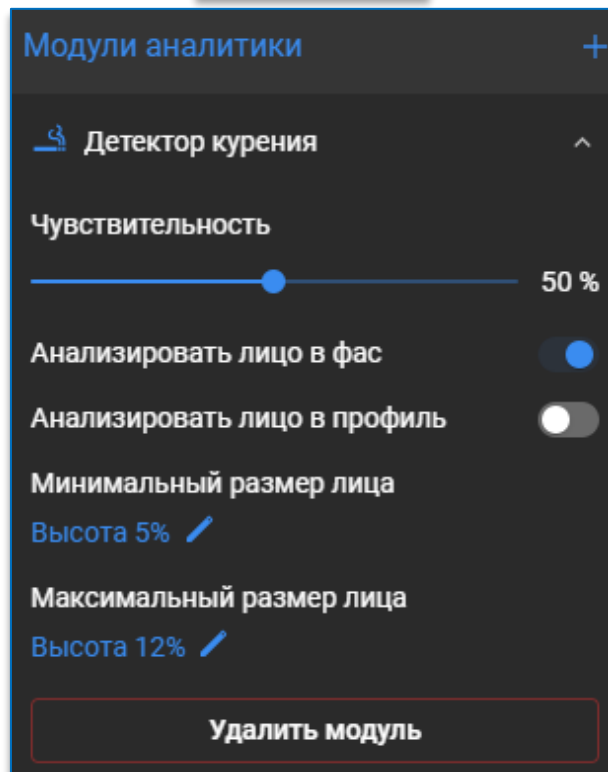 Модули аналитики +
Детектор курения
Чувствительность
50 %
Анализировать лицо в фас
Анализировать лицо в профиль
Минимальный размер лица
Высота 5%
Максимальный размер лица
Высота 12%
Удалить модуль